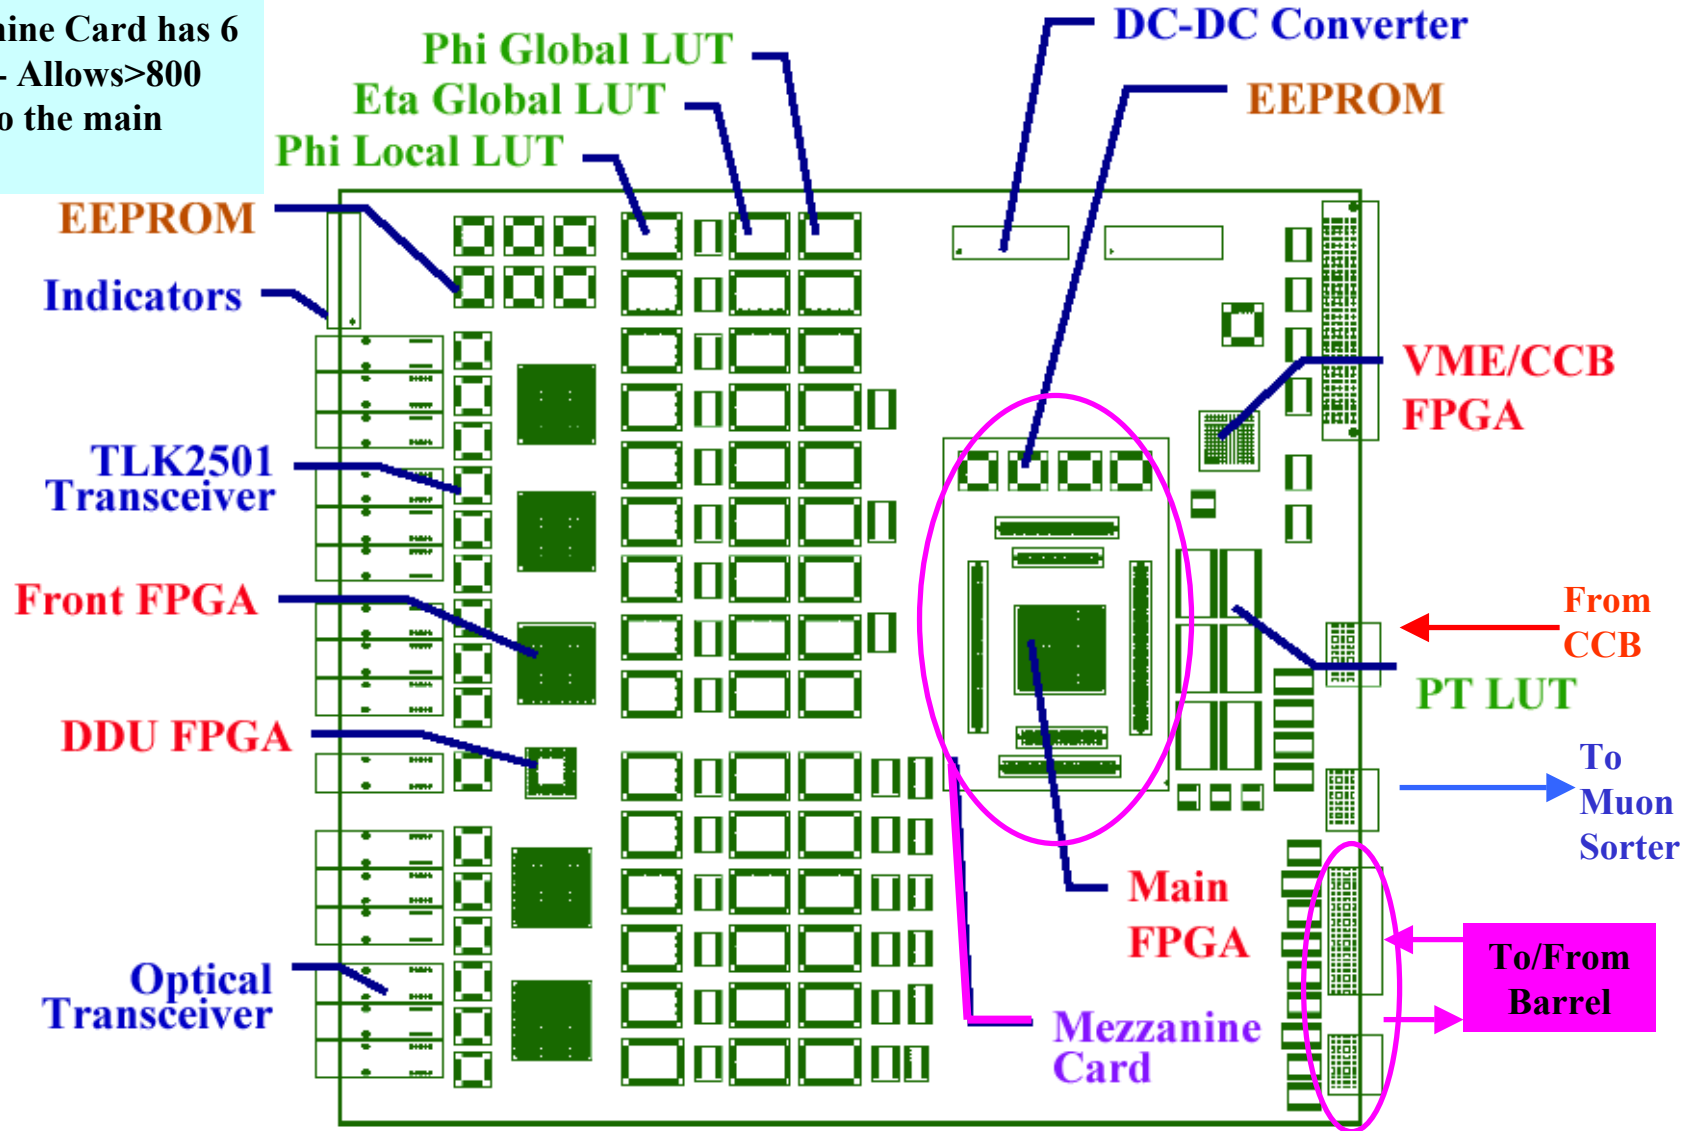 nine Card has 6
- Allows>800
o the main
DC-DC Converter
Phi Global LUT
Eta Global LUT
EEPROM
Phi Local LUT
EEPROM
Indicators
VME/CCB
FPGA
TLK2501
Transceiver
Front FPGA
From
CCB
PT LUT
DDU FPGA
To
Muon
Sorter
Main
FPGA
To/From
Barrel
Optical
Transceiver
Mezzanine
Card